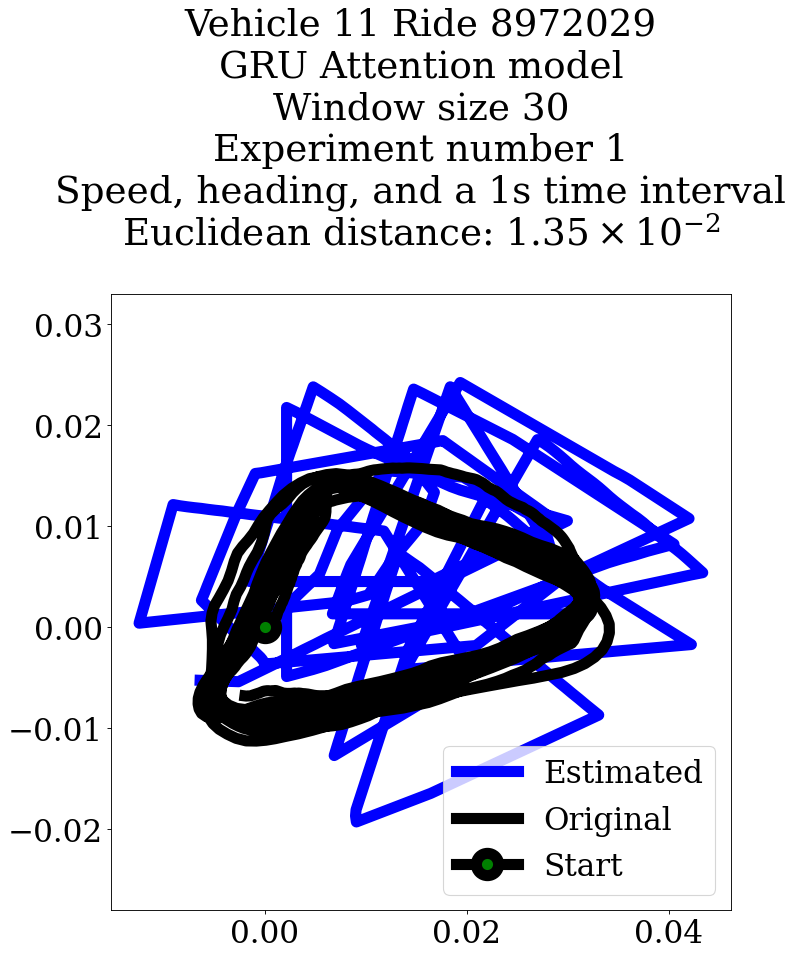 Vehicle 11 Ride 8972029
GRU Attention model
Window size 30
Experiment number 1
Speed, heading, and a 1s time interval
Euclidean distance: 1.35 × 10⁻²
0.03
0.02
0.01
0.00
−0.01
−0.02
Estimated
Original
Start
0.00 0.02 0.04